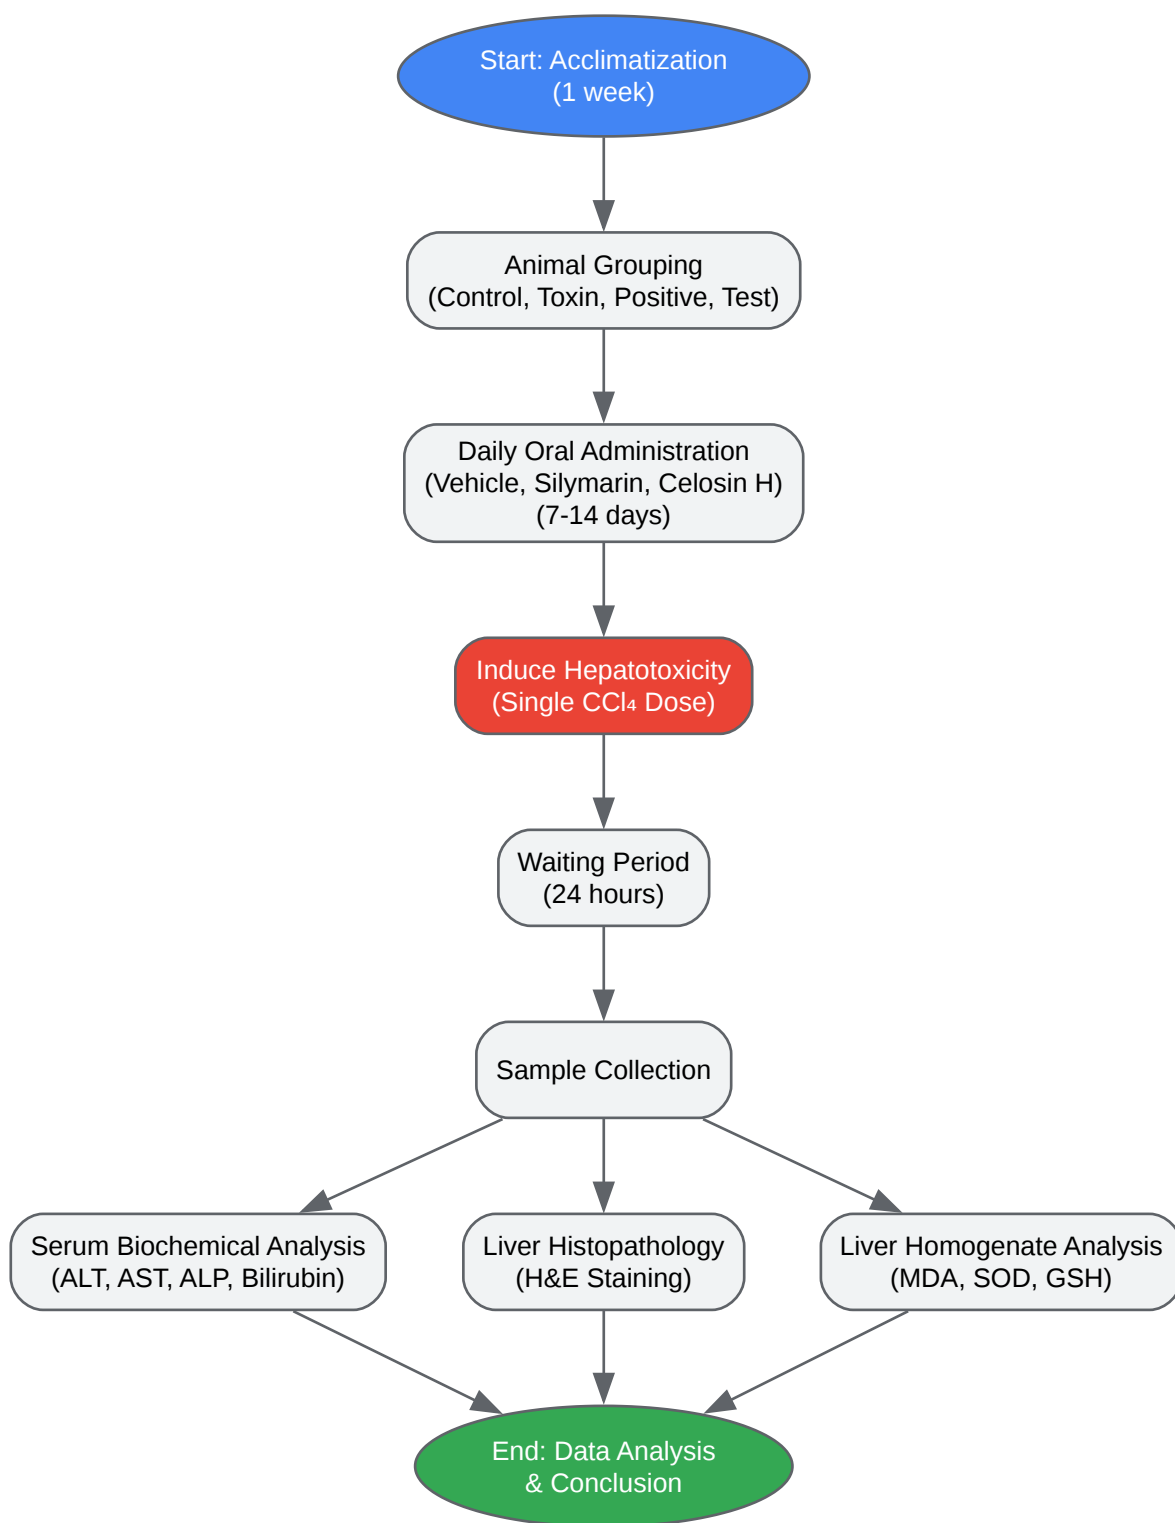 Start: Acclimatization
(1 week)
Animal Grouping
(Control, Toxin, Positive, Test)
Daily Oral Administration
(Vehicle, Silymarin, Celosin H)
(7-14 days)
Induce Hepatotoxicity
(Single CCl₄ Dose)
Waiting Period
(24 hours)
Sample Collection
Serum Biochemical Analysis
(ALT, AST, ALP, Bilirubin)
Liver Histopathology
(H&E Staining)
Liver Homogenate Analysis
(MDA, SOD, GSH)
End: Data Analysis
& Conclusion